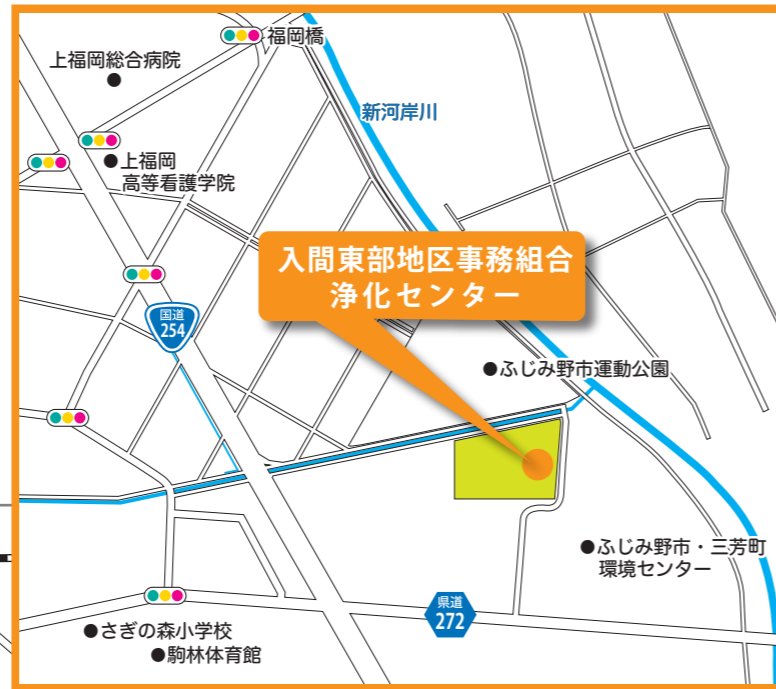 福岡橋
上福岡総合病院
新河岸川
上福岡
高等看護学院
入間東部地区事務組合
浄化センター
国道
254
ふじみ野市運動公園
ふじみ野市・三芳町
環境センター
県道
272
さぎの森小学校
駒林体育館